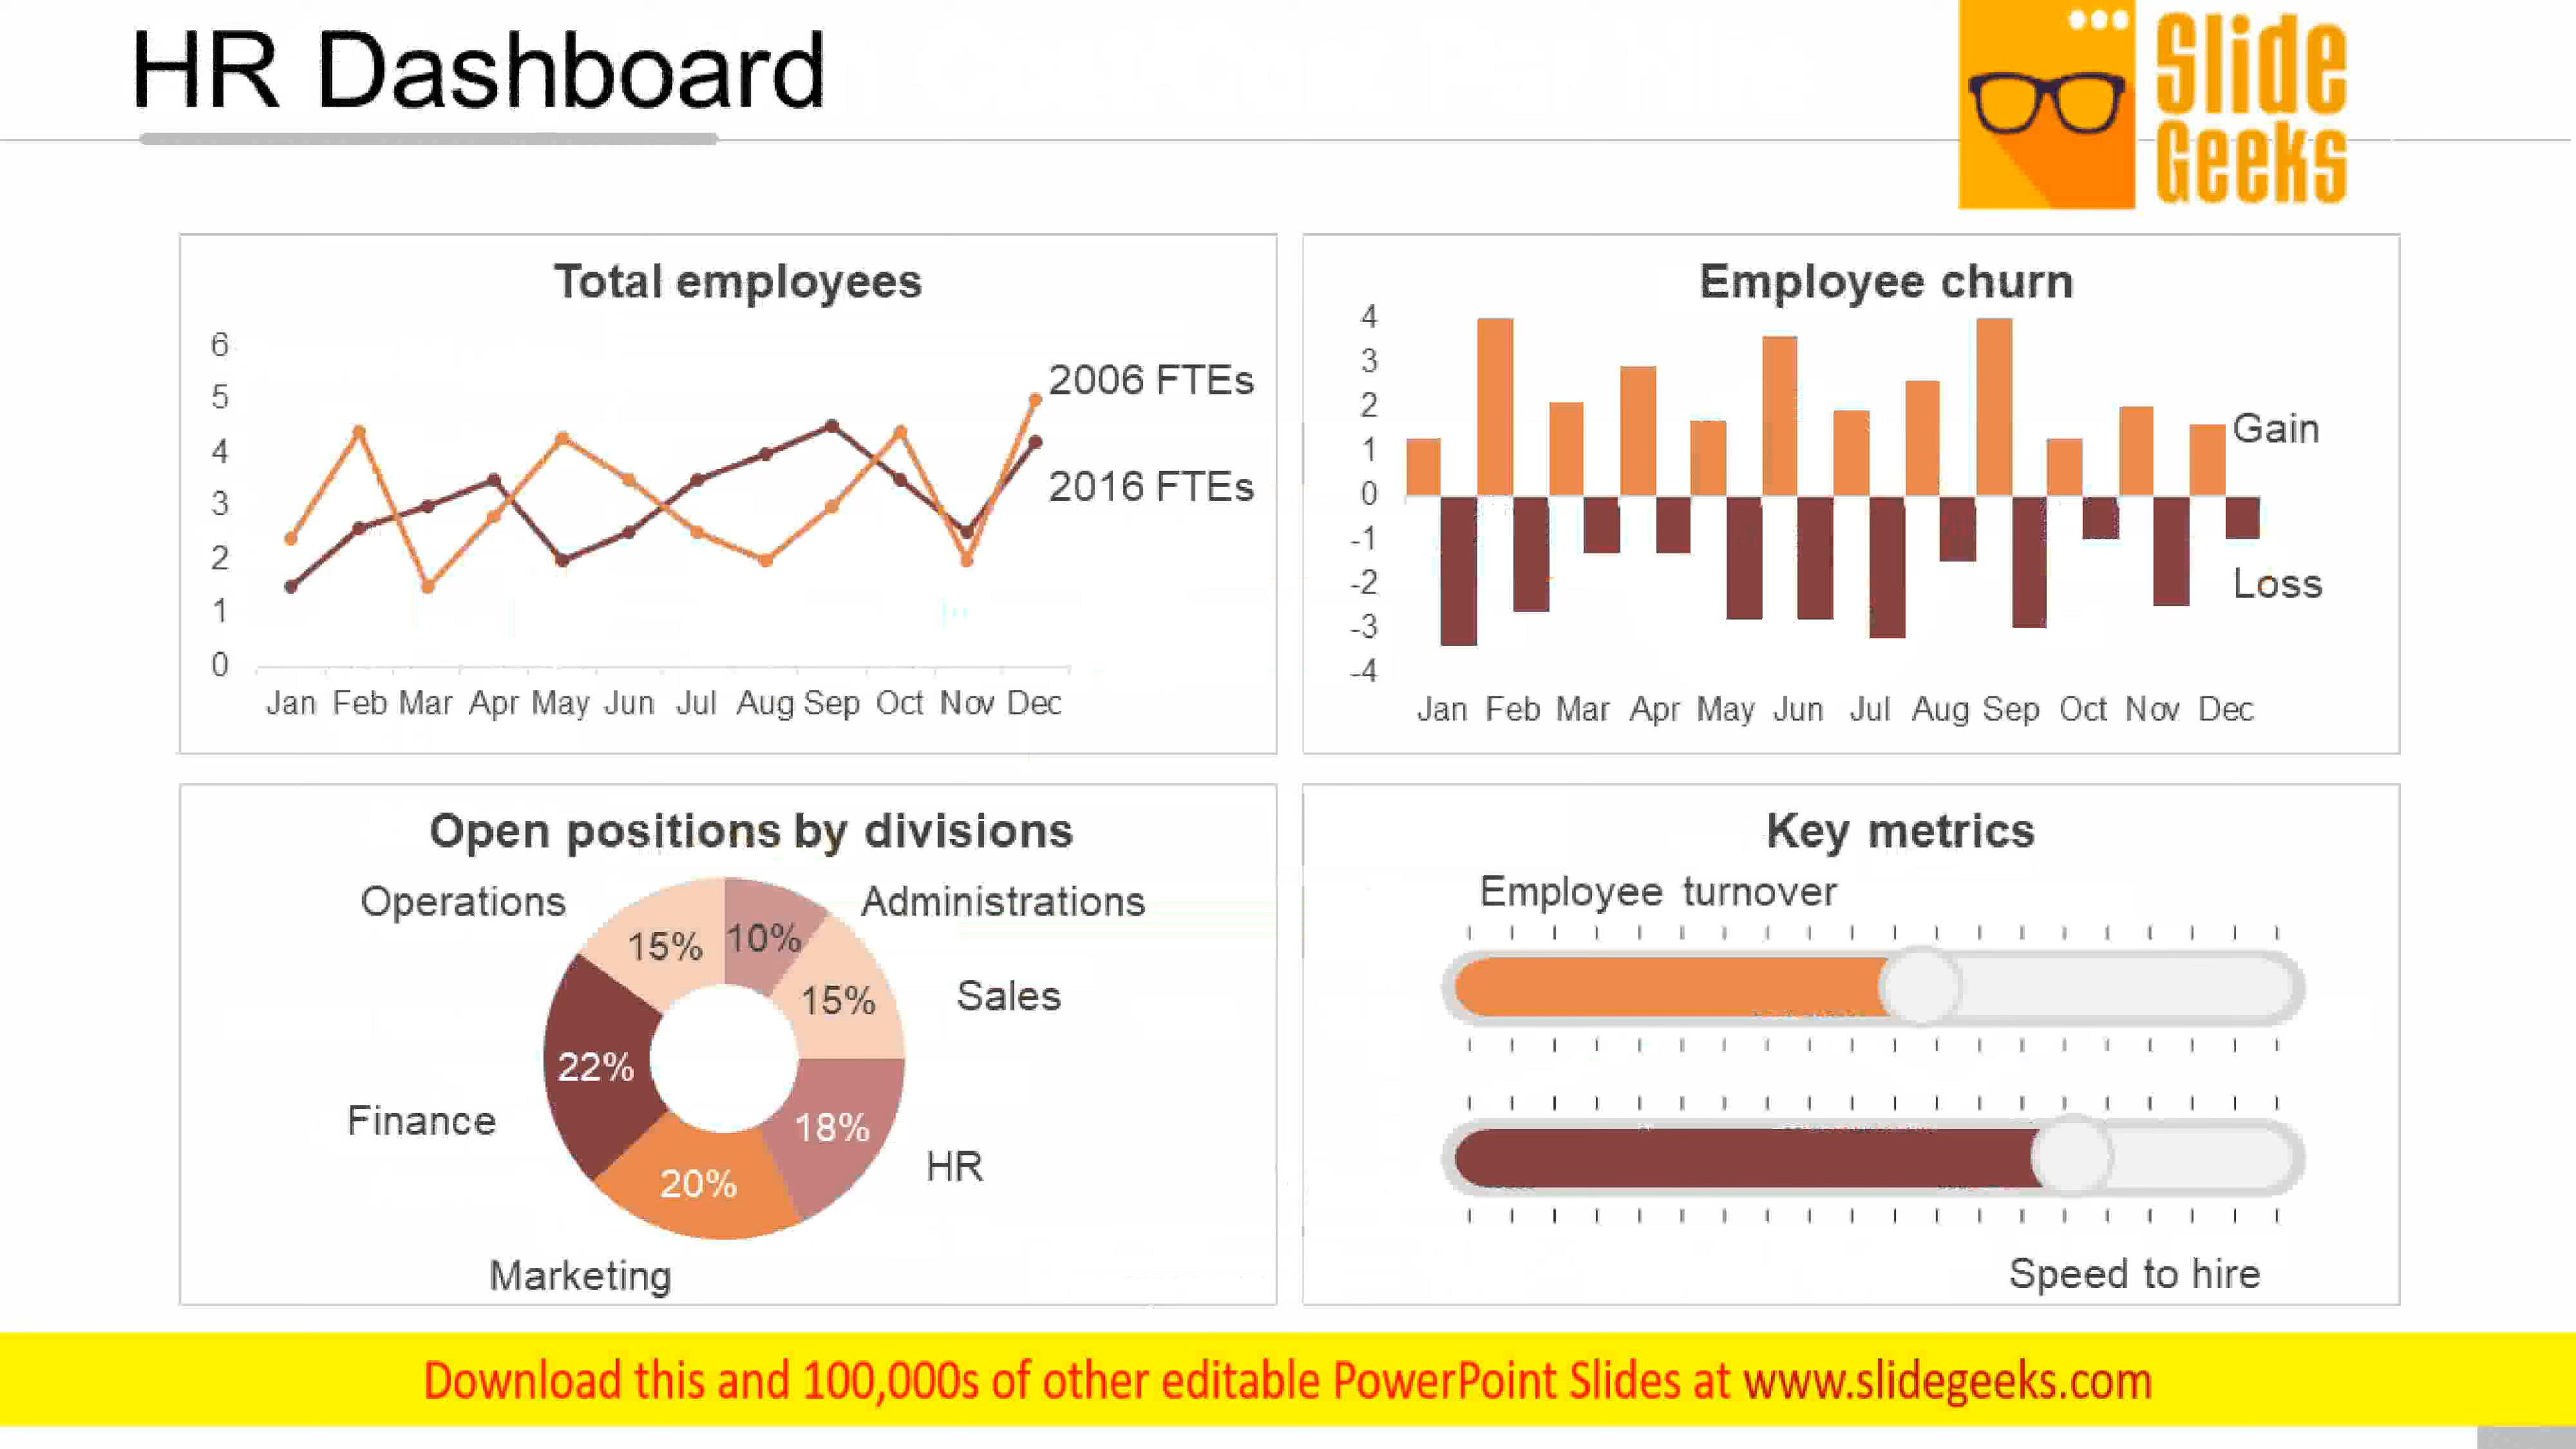 HR Dashboard
Slide
Geeks
Total employees
6
5
4
3
2
1
0
2006 FTEs
2016 FTEs
Jan Feb Mar Apr May Jun Jul Aug Sep Oct Nov Dec
Employee churn
4
3
2
1
0
-1
-2
-3
-4
Gain
Loss
Jan Feb Mar Apr May Jun Jul Aug Sep Oct Nov Dec
Open positions by divisions
Operations
Administrations
15%
10%
15%
Sales
22%
Finance
18%
HR
20%
Marketing
Key metrics
Employee turnover
Speed to hire
Download this and 100,000s of other editable PowerPoint Slides at www.slidegeeks.com